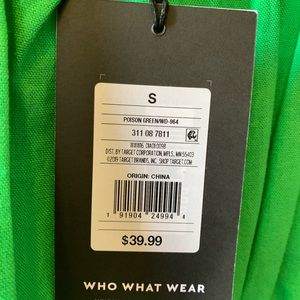 S
POISON GREEN/WD-964
311 08 7811
DIST. BY TARGET CORPORATION, MPLS, MN 55403
©2019 TARGET BRANDS, INC. SHOP TARGET.COM
ORIGIN: CHINA
1 91904 24994 4
$39.99
WHO WHAT WEAR